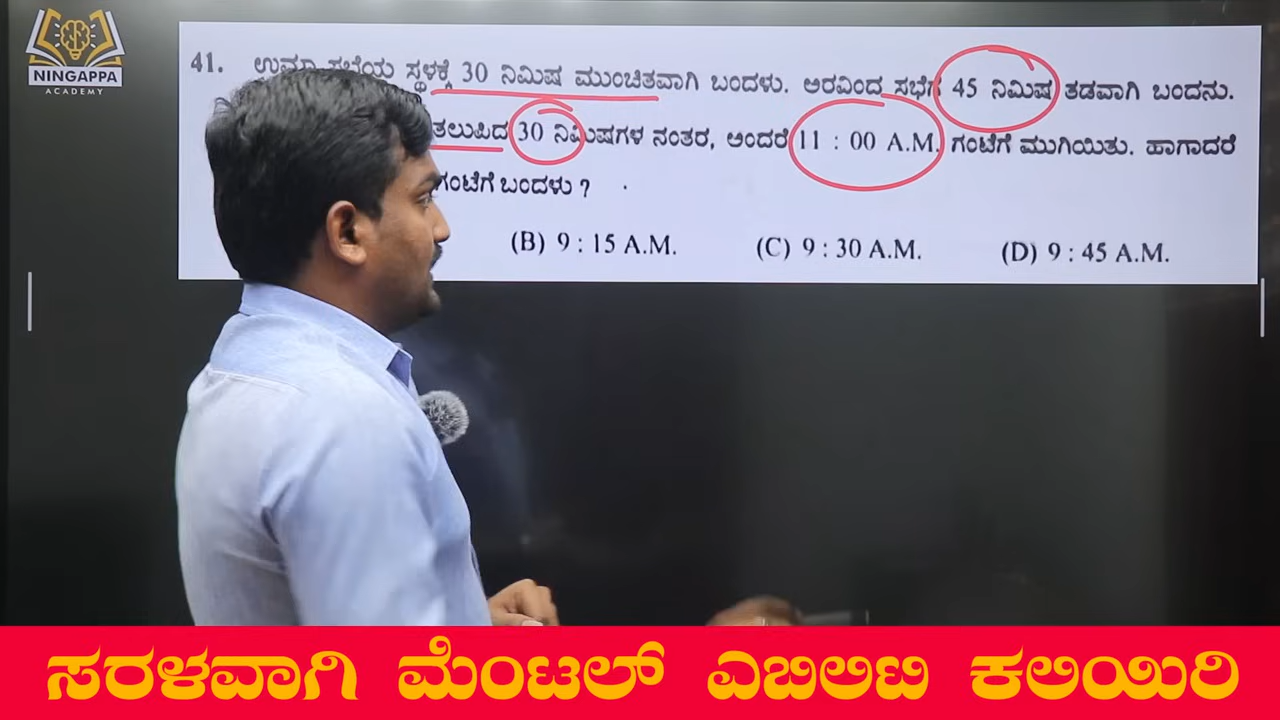 NINGAPPA
ACADEMY
41. ಸಭೆಯ ಸ್ಥಳಕ್ಕೆ 30 ನಿಮಿಷ ಮುಂಚಿತವಾಗಿ ಬಂದಳು. ಅರವಿಂದ ಸಭೆಗೆ 45 ನಿಮಿಷ ತಡವಾಗಿ ಬಂದನು.
ತಲುಪಿದ 30 ನಿಮಿಷಗಳ ನಂತರ, ಅಂದರೆ 11 : 00 A.M. ಗಂಟೆಗೆ ಮುಗಿಯಿತು. ಹಾಗಾದರೆ
ಗಂಟೆಗೆ ಬಂದಳು ?
(B) 9 : 15 A.M. (C) 9 : 30 A.M. (D) 9 : 45 A.M.
ಸರಳವಾಗಿ ಮೆಂಟಲ್ ಎಬಿಲಿಟಿ ಕಲಿಯಿರಿ